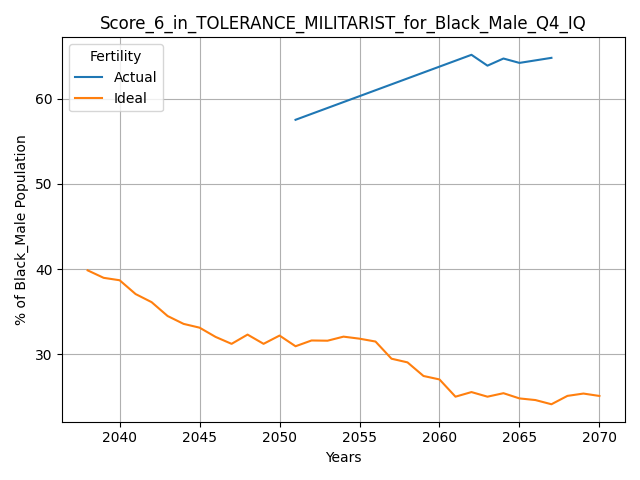 Score_6_in_TOLERANCE_MILITARIST_for_Black_Male_Q4_IQ
Fertility
Actual
Ideal
60
50
40
30
% of Black_Male Population
2040 2045 2050 2055 2060 2065 2070
Years